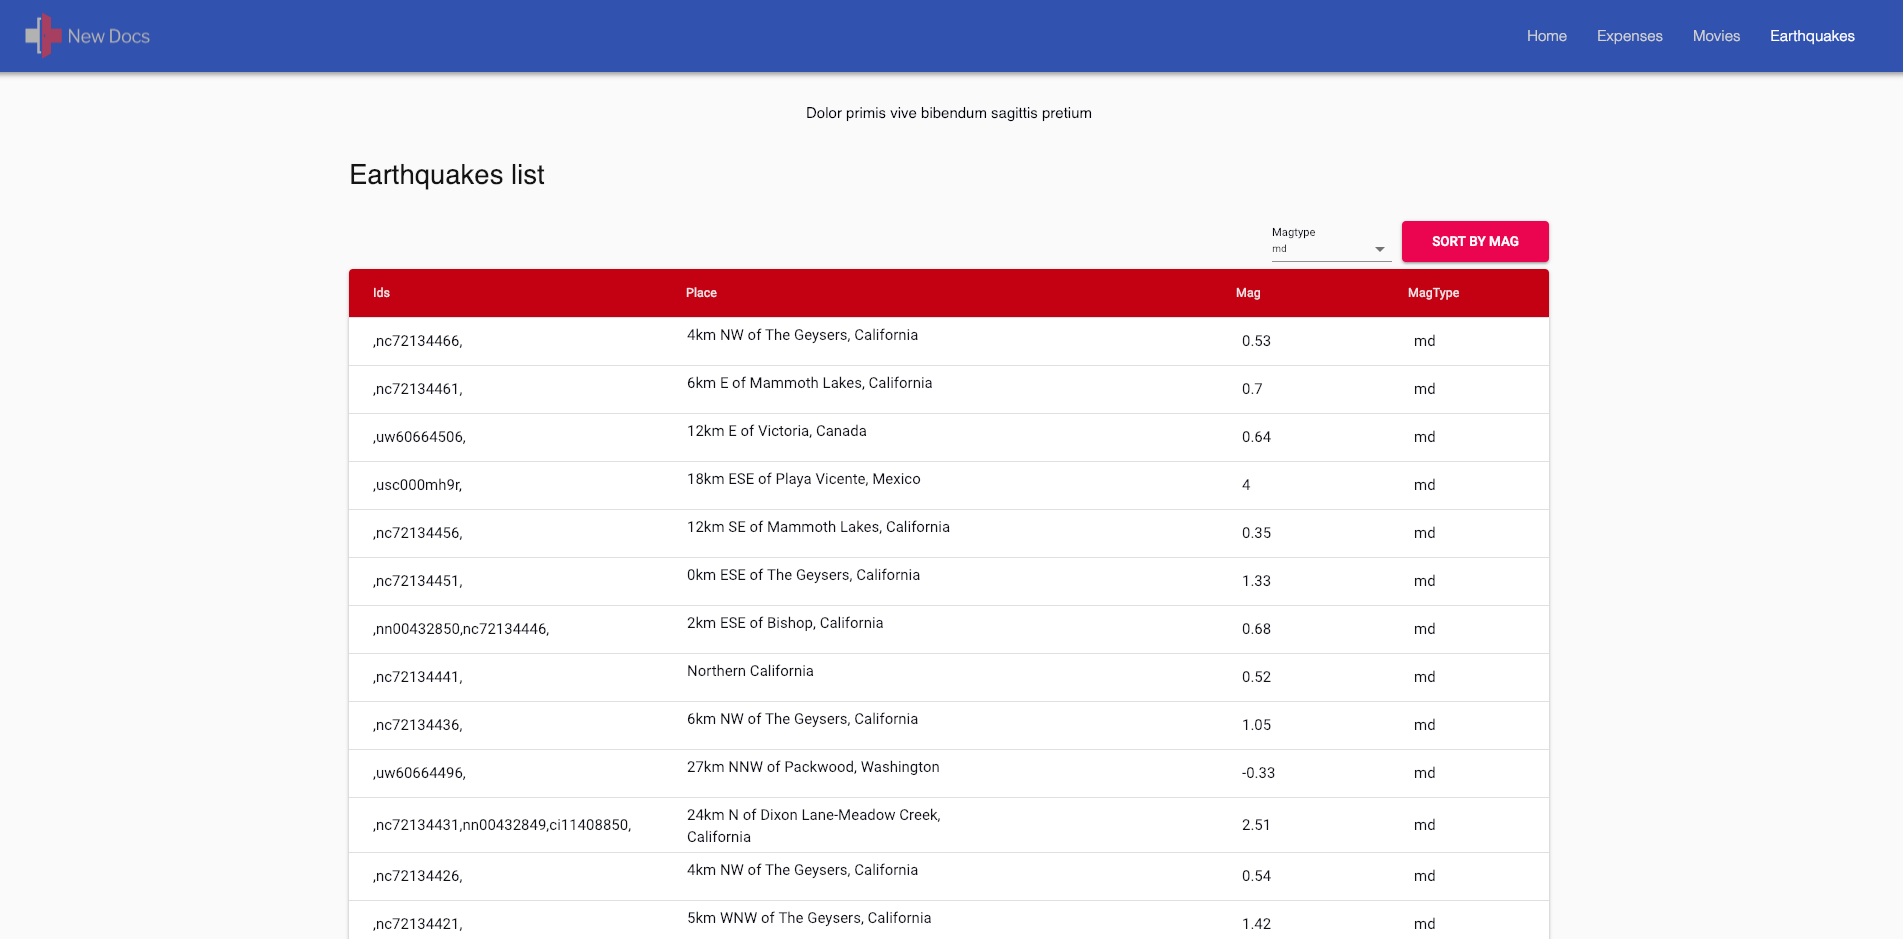 New Docs
Home Expenses Movies Earthquakes
Dolor primis vive bibendum sagittis pretium
Earthquakes list
Magtype
md
SORT BY MAG
Ids Place Mag MagType
,nc72134466, 4km NW of The Geysers, California 0.53 md
,nc72134461, 6km E of Mammoth Lakes, California 0.7 md
,uw60664506, 12km E of Victoria, Canada 0.64 md
,usc000mh9r, 18km ESE of Playa Vicente, Mexico 4 md
,nc72134456, 12km SE of Mammoth Lakes, California 0.35 md
,nc72134451, 0km ESE of The Geysers, California 1.33 md
,nn00432850,nc72134446, 2km ESE of Bishop, California 0.68 md
,nc72134441, Northern California 0.52 md
,nc72134436, 6km NW of The Geysers, California 1.05 md
,uw60664496, 27km NNW of Packwood, Washington -0.33 md
,nc72134431,nn00432849,ci11408850, 24km N of Dixon Lane-Meadow Creek, 2.51 md
California
,nc72134426, 4km NW of The Geysers, California 0.54 md
,nc72134421, 5km WNW of The Geysers, California 1.42 md